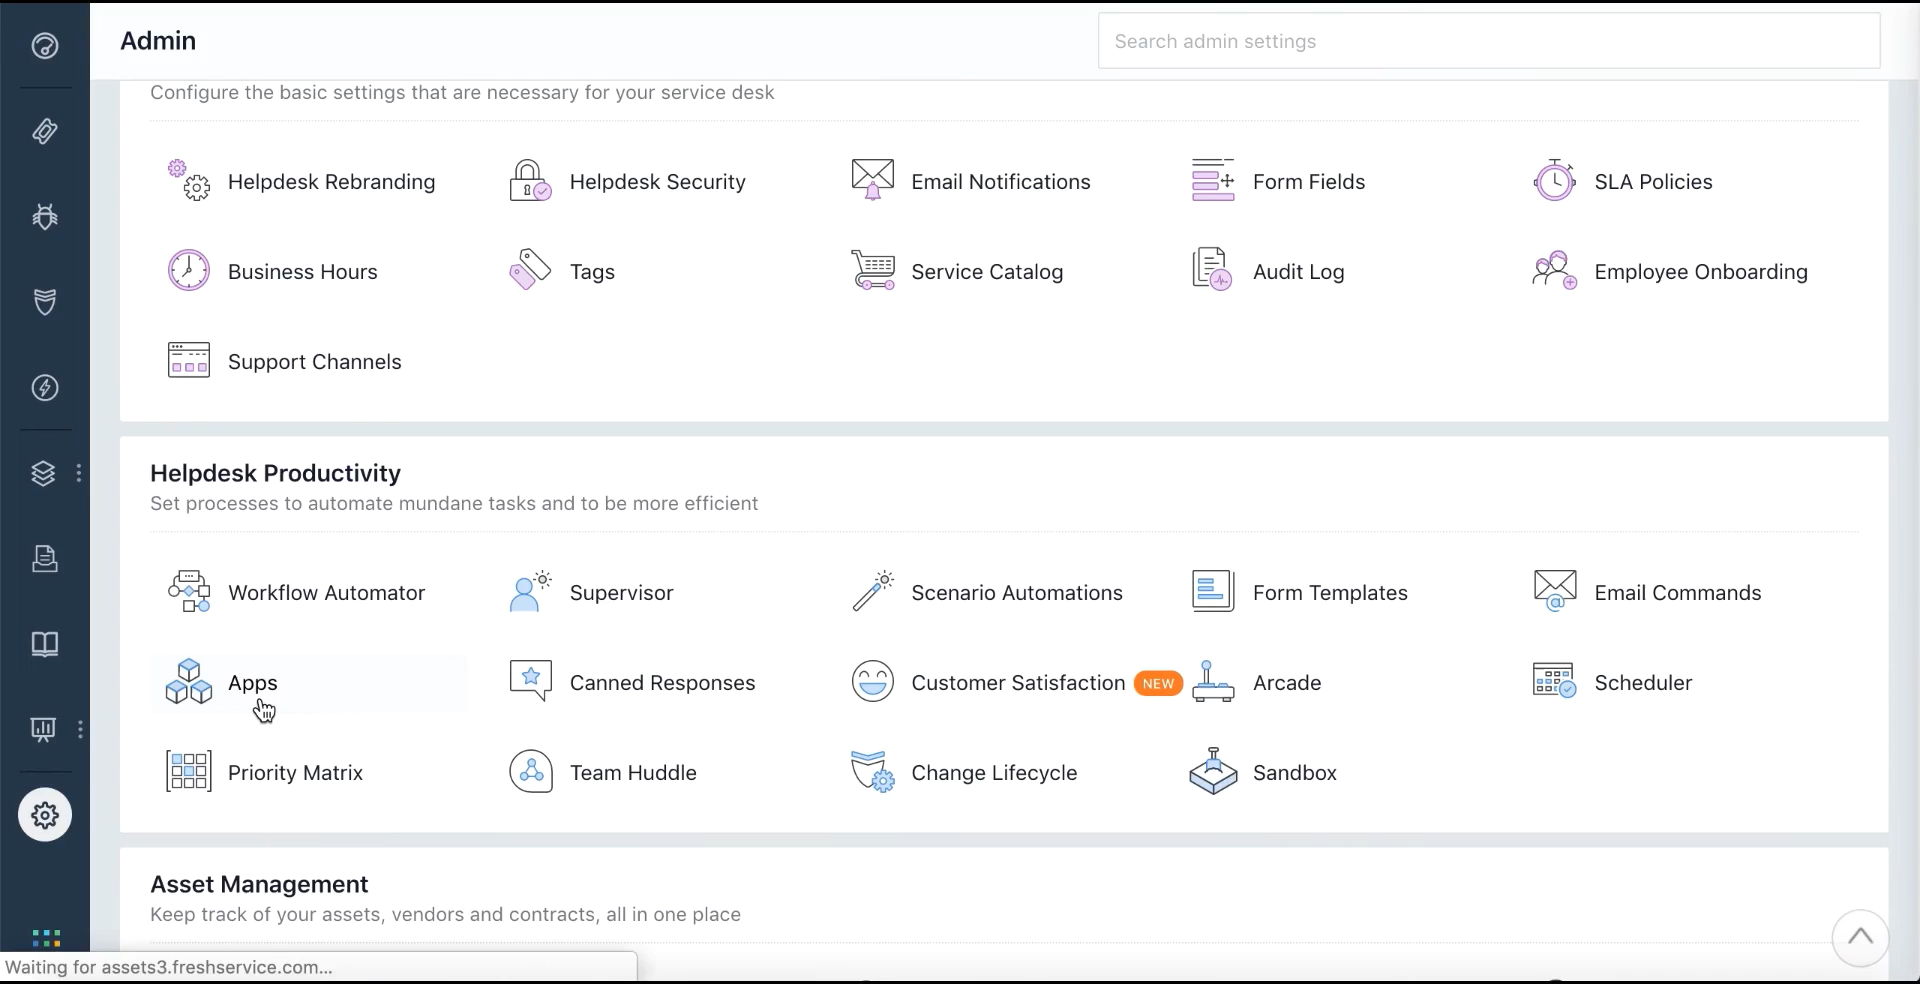 Admin
Search admin settings
Configure the basic settings that are necessary for your service desk
Helpdesk Rebranding
Helpdesk Security
Email Notifications
Form Fields
SLA Policies
Business Hours
Tags
Service Catalog
Audit Log
Employee Onboarding
Support Channels
Helpdesk Productivity
Set processes to automate mundane tasks and to be more efficient
Workflow Automator
Supervisor
Scenario Automations
Form Templates
Email Commands
Apps
Canned Responses
Customer Satisfaction NEW
Arcade
Scheduler
Priority Matrix
Team Huddle
Change Lifecycle
Sandbox
Asset Management
Keep track of your assets, vendors and contracts, all in one place
Waiting for assets3.freshservice.com...